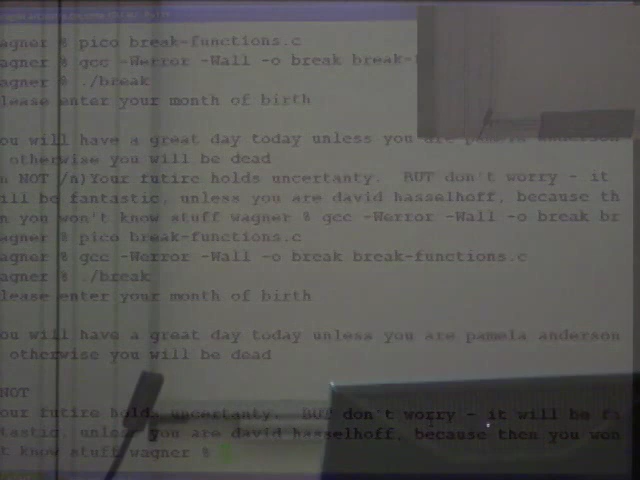 agner % pico break-functions.c
agner % gcc -Werror -Wall -o break break-
agner % ./break
lease enter your month of birth
ou will have a great day today unless you are pamela anderson
otherwise you will be dead
n NOT /n)Your futire holds uncertanty. BUT don't worry - it
ill be fantastic, unless you are david hasselhoff, because th
n you won't know stuff wagner % gcc -Werror -Wall -o break br
agner % pico break-functions.c
agner % gcc -Werror -Wall -o break break-functions.c
agner % ./break
lease enter your month of birth
ou will have a great day today unless you are pamela anderson
otherwise you will be dead
NOT
our futire holds uncertanty. BUT don't worry - it will be fa
tastic, unless you are david hasselhoff, because then you won
t know stuff wagner %